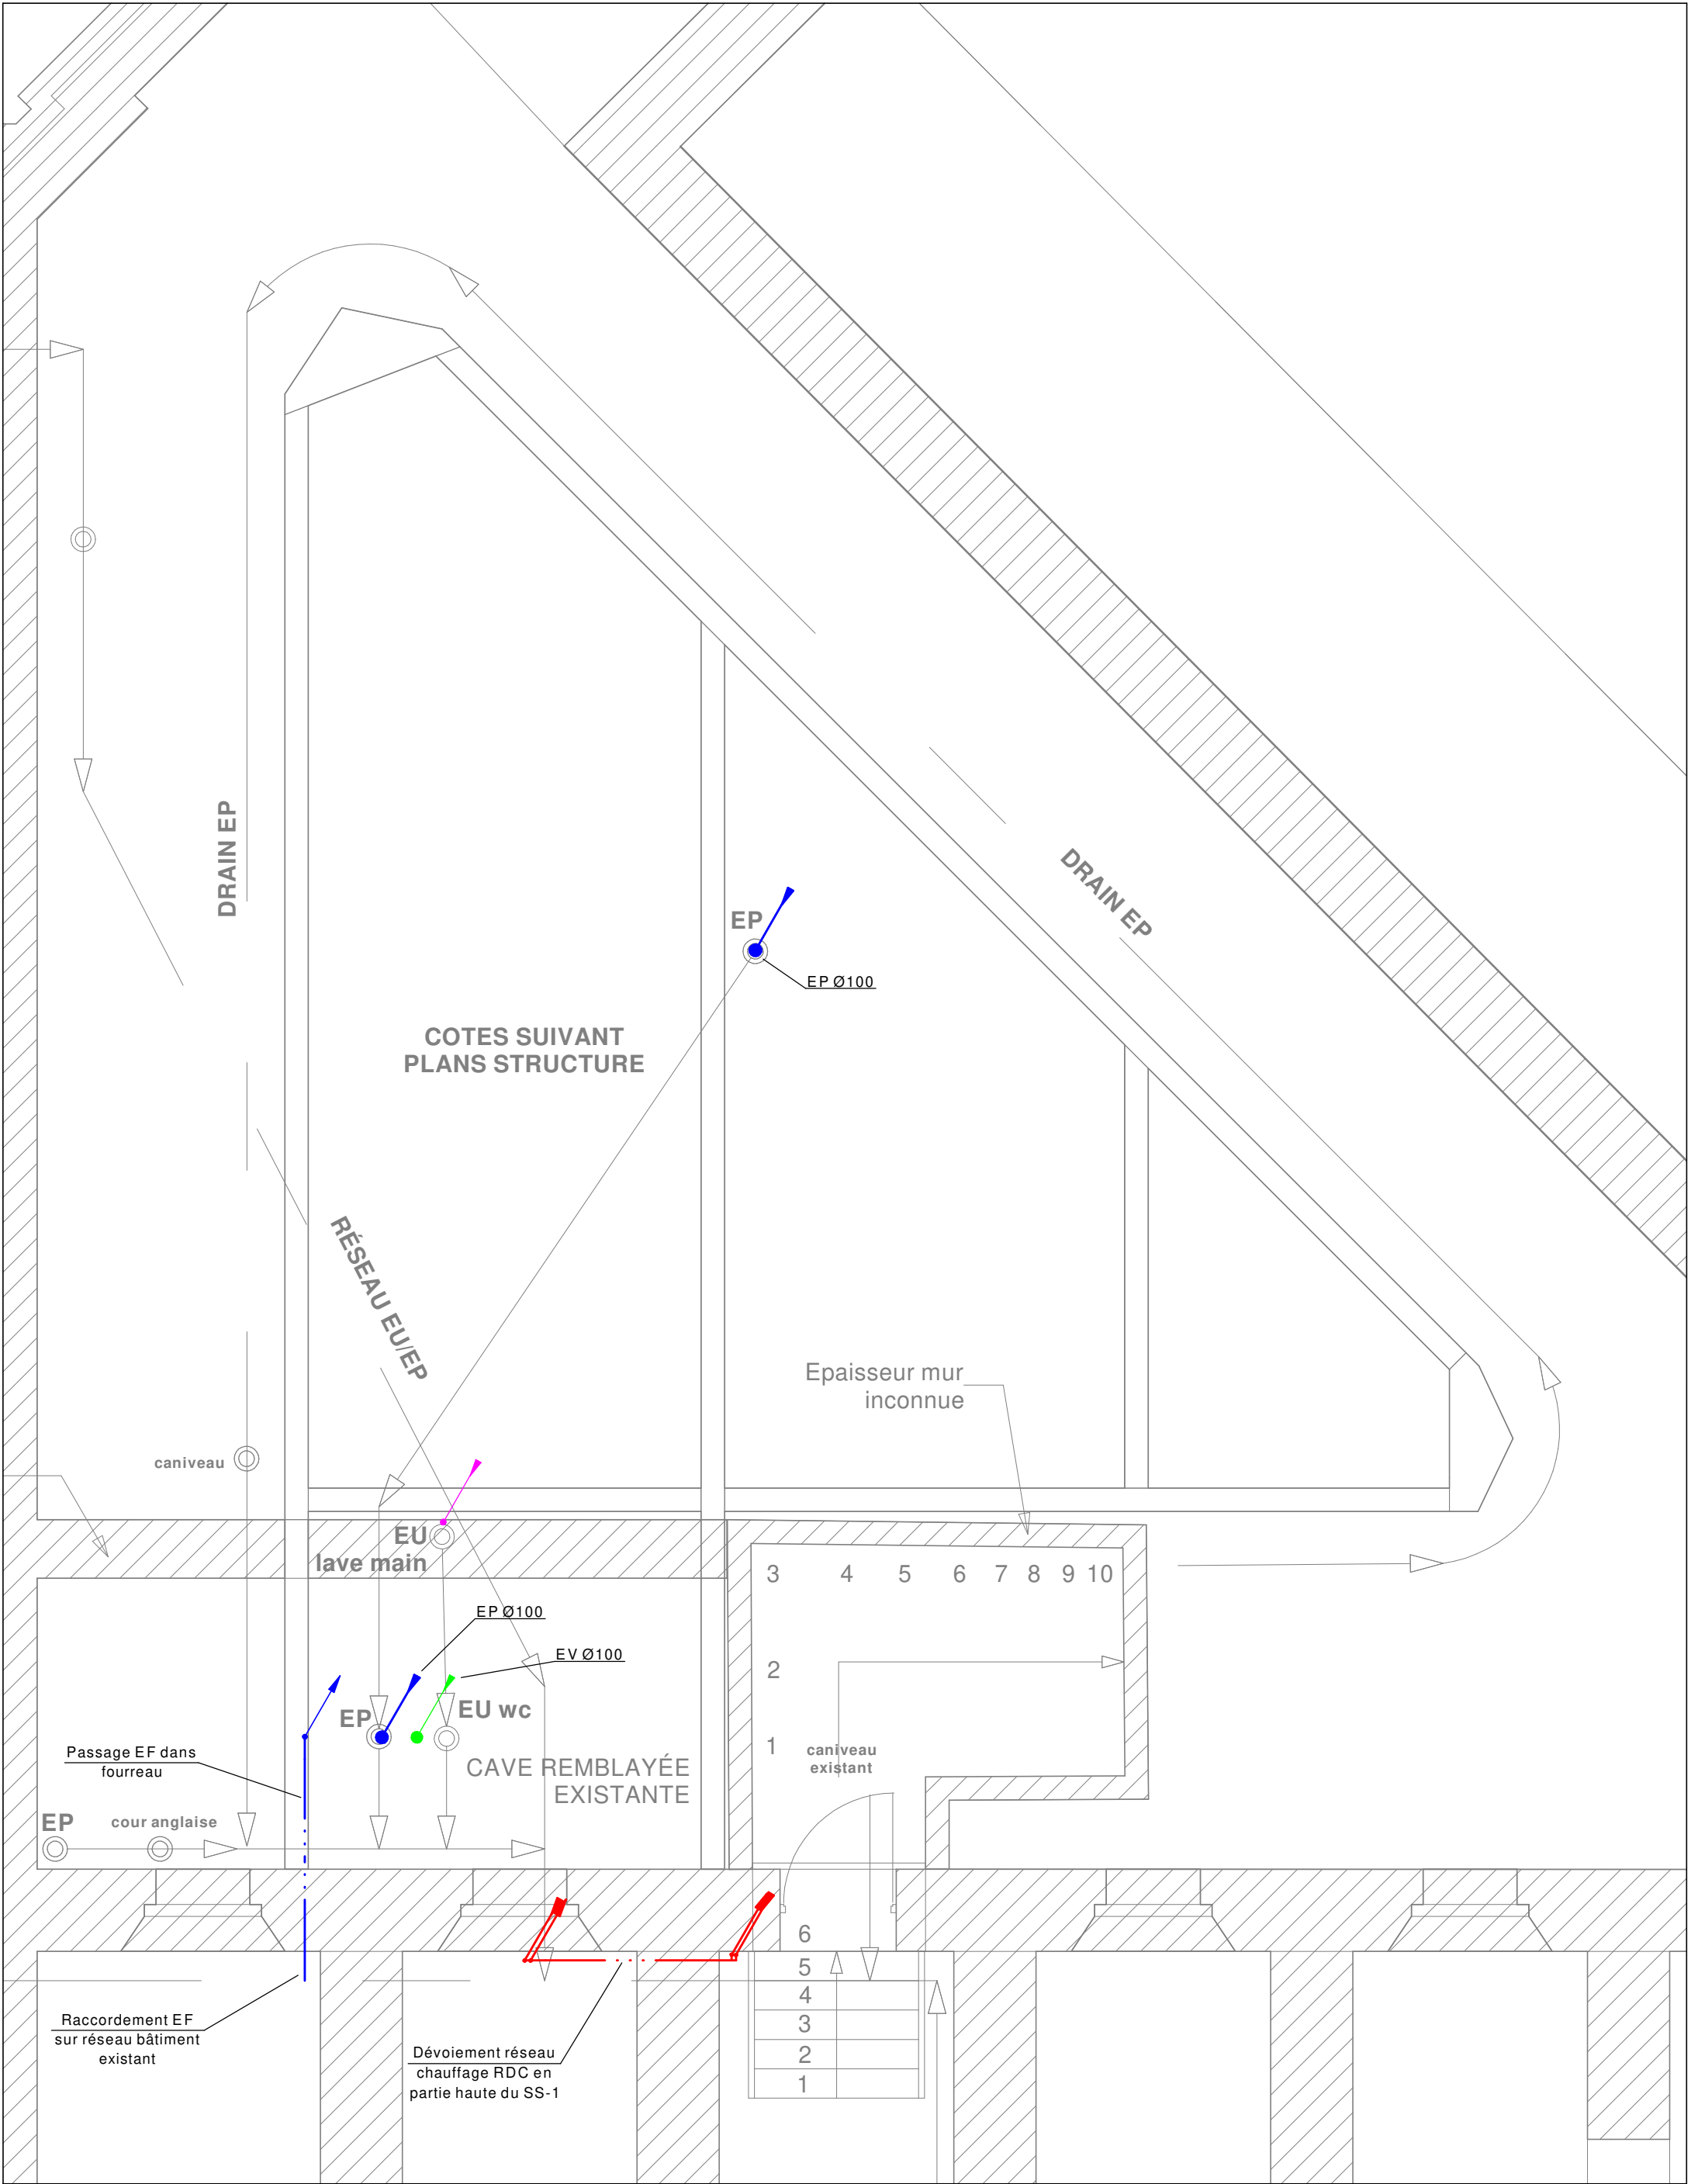 DRAIN EP
DRAIN EP
EP
EP Ø100
COTES SUIVANT
PLANS STRUCTURE
RÉSEAU EU/EP
Epaisseur mur
inconnue
caniveau
EU
lave main
3 4 5 6 7 8 9 10
2
1
EP Ø100
EV Ø100
EP
EU wc
Passage EF dans
fourreau
CAVE REMBLAYÉE
EXISTANTE
caniveau
existant
EP
cour anglaise
6
5
4
3
2
1
Raccordement EF
sur réseau bâtiment
existant
Dévoiement réseau
chauffage RDC en
partie haute du SS-1